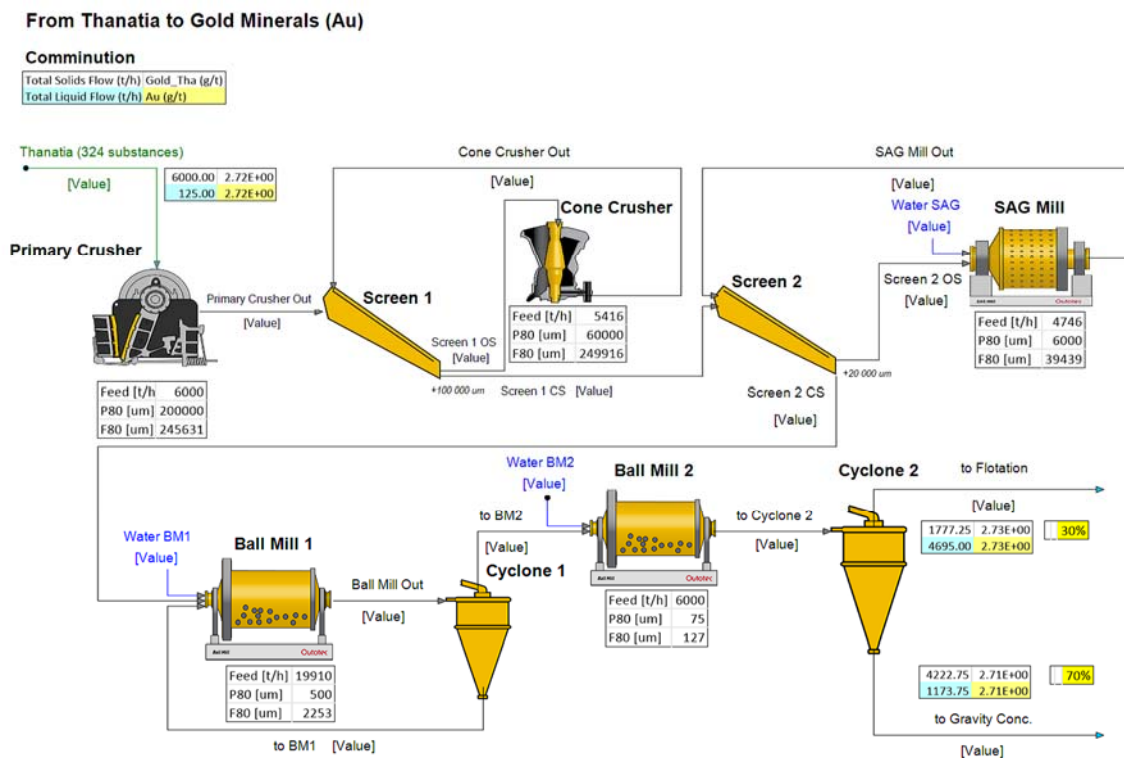 From Thanatia to Gold Minerals (Au)
Comminution
Total Solids Flow (t/h) Gold_Tha (g/t)
Total Liquid Flow (t/h) Au (g/t)
Thanatia (324 substances)
[Value]
6000.00 2.72E+00
125.00 2.72E+00
Cone Crusher Out
[Value]
SAG Mill Out
[Value]
Water SAG
[Value]
SAG Mill
Cone Crusher
Primary Crusher
Primary Crusher Out
[Value]
Screen 1
Screen 2
Screen 2 OS
[Value]
Outotec
Feed [t/h] 5416
P80 [um] 60000
F80 [um] 249916
Feed [t/h] 4746
P80 [um] 6000
F80 [um] 39439
Screen 1 OS
[Value]
+100 000 um
Screen 1 CS [Value]
+20 000 um
Screen 2 CS
[Value]
Feed [t/h 6000
P80 [um] 200000
F80 [um] 245631
Water BM2
[Value]
Ball Mill 2
Cyclone 2
to Flotation
[Value]
1777.25 2.73E+00 30%
4695.00 2.73E+00
to BM2
[Value]
to Cyclone 2
[Value]
Outotec
Water BM1
[Value]
Ball Mill 1
Ball Mill Out
[Value]
Cyclone 1
Outotec
Feed [t/h] 6000
P80 [um] 75
F80 [um] 127
Feed [t/h] 19910
P80 [um] 500
F80 [um] 2253
4222.75 2.71E+00 70%
1173.75 2.71E+00
to Gravity Conc.
[Value]
to BM1 [Value]